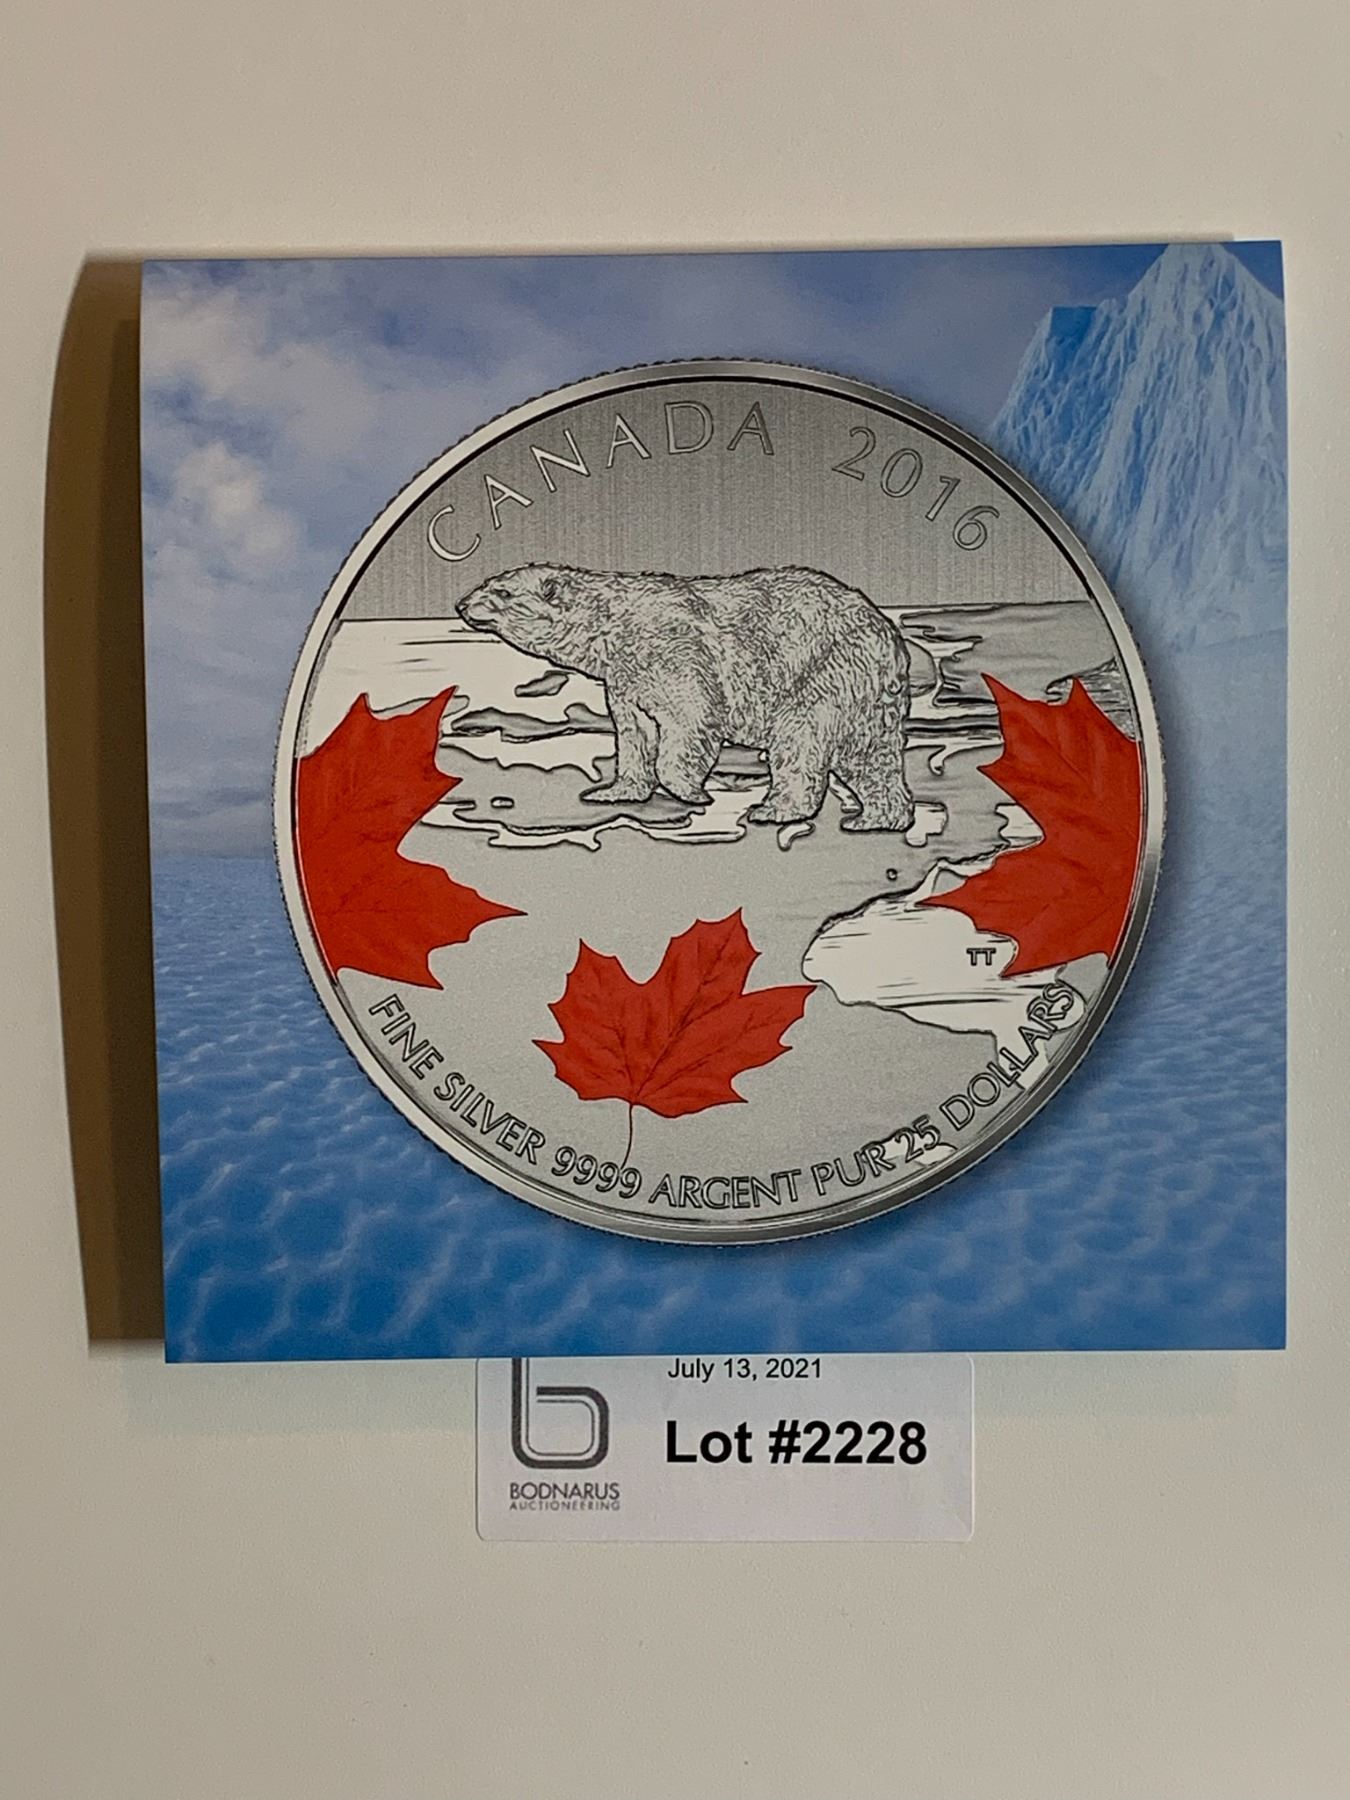 CANADA 2016
TT
FINE SILVER 9999 ARGENT PUR 25 DOLLARS
July 13, 2021
Lot #2228
BODNARUS
AUCTIONEERING